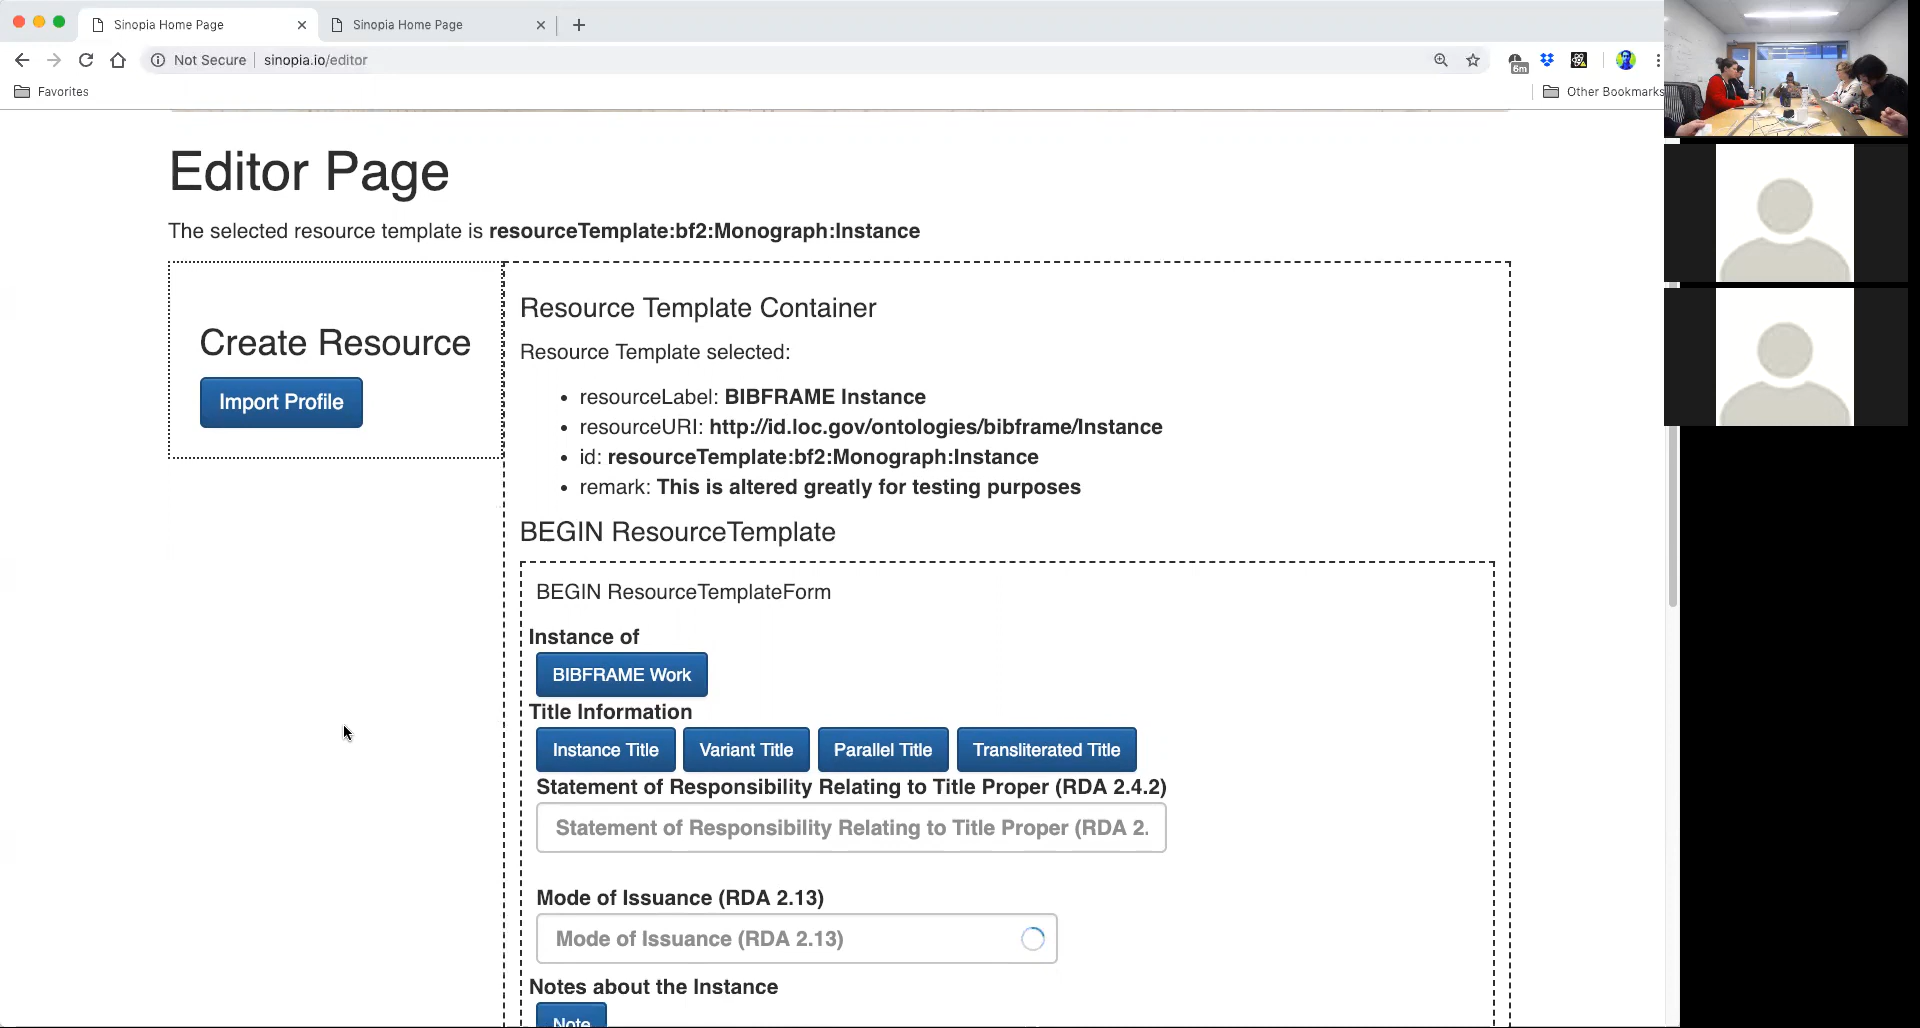 Sinopia Home Page
Sinopia Home Page
Not Secure
sinopia.io/editor
6m
Favorites
Other Bookmarks
Editor Page
The selected resource template is resourceTemplate:bf2:Monograph:Instance
Create Resource
Import Profile
Resource Template Container
Resource Template selected:
resourceLabel: BIBFRAME Instance
resourceURI: http://id.loc.gov/ontologies/bibframe/Instance
id: resourceTemplate:bf2:Monograph:Instance
remark: This is altered greatly for testing purposes
BEGIN ResourceTemplate
BEGIN ResourceTemplateForm
Instance of
BIBFRAME Work
Title Information
Instance Title Variant Title Parallel Title Transliterated Title
Statement of Responsibility Relating to Title Proper (RDA 2.4.2)
Statement of Responsibility Relating to Title Proper (RDA 2.
Mode of Issuance (RDA 2.13)
Mode of Issuance (RDA 2.13)
Notes about the Instance
Note